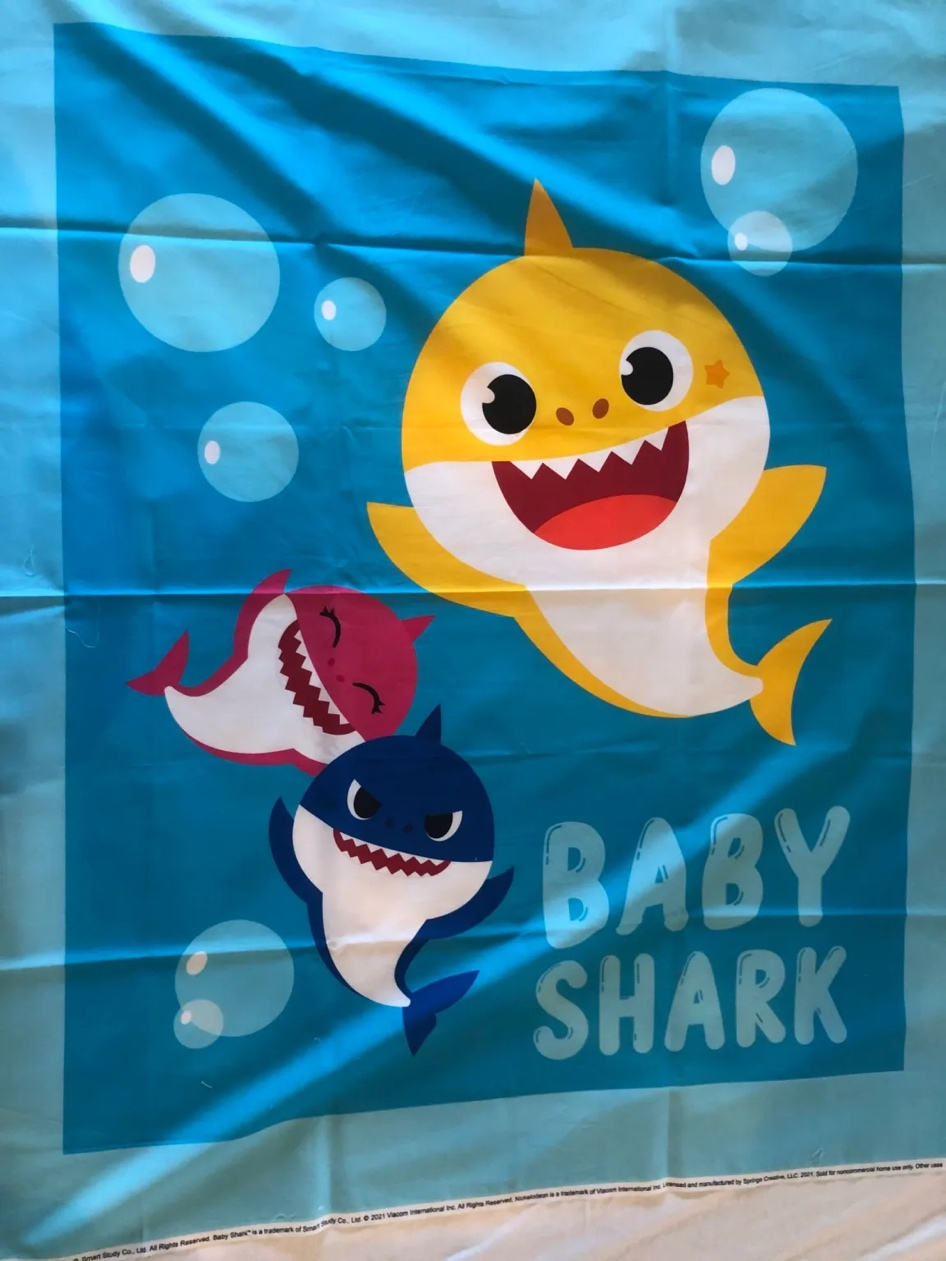 BABY
SHARK
Smart Study Co., Ltd. All Rights Reserved. Baby Shark™ is a trademark of Smart Study Co., Ltd. © 2021 Viacom International Inc. All Rights Reserved. Nickelodeon is a trademark of Viacom International Inc. Licensed and manufactured by Springs Creative, LLC. 2021. Sold for noncommercial home use only. Other uses